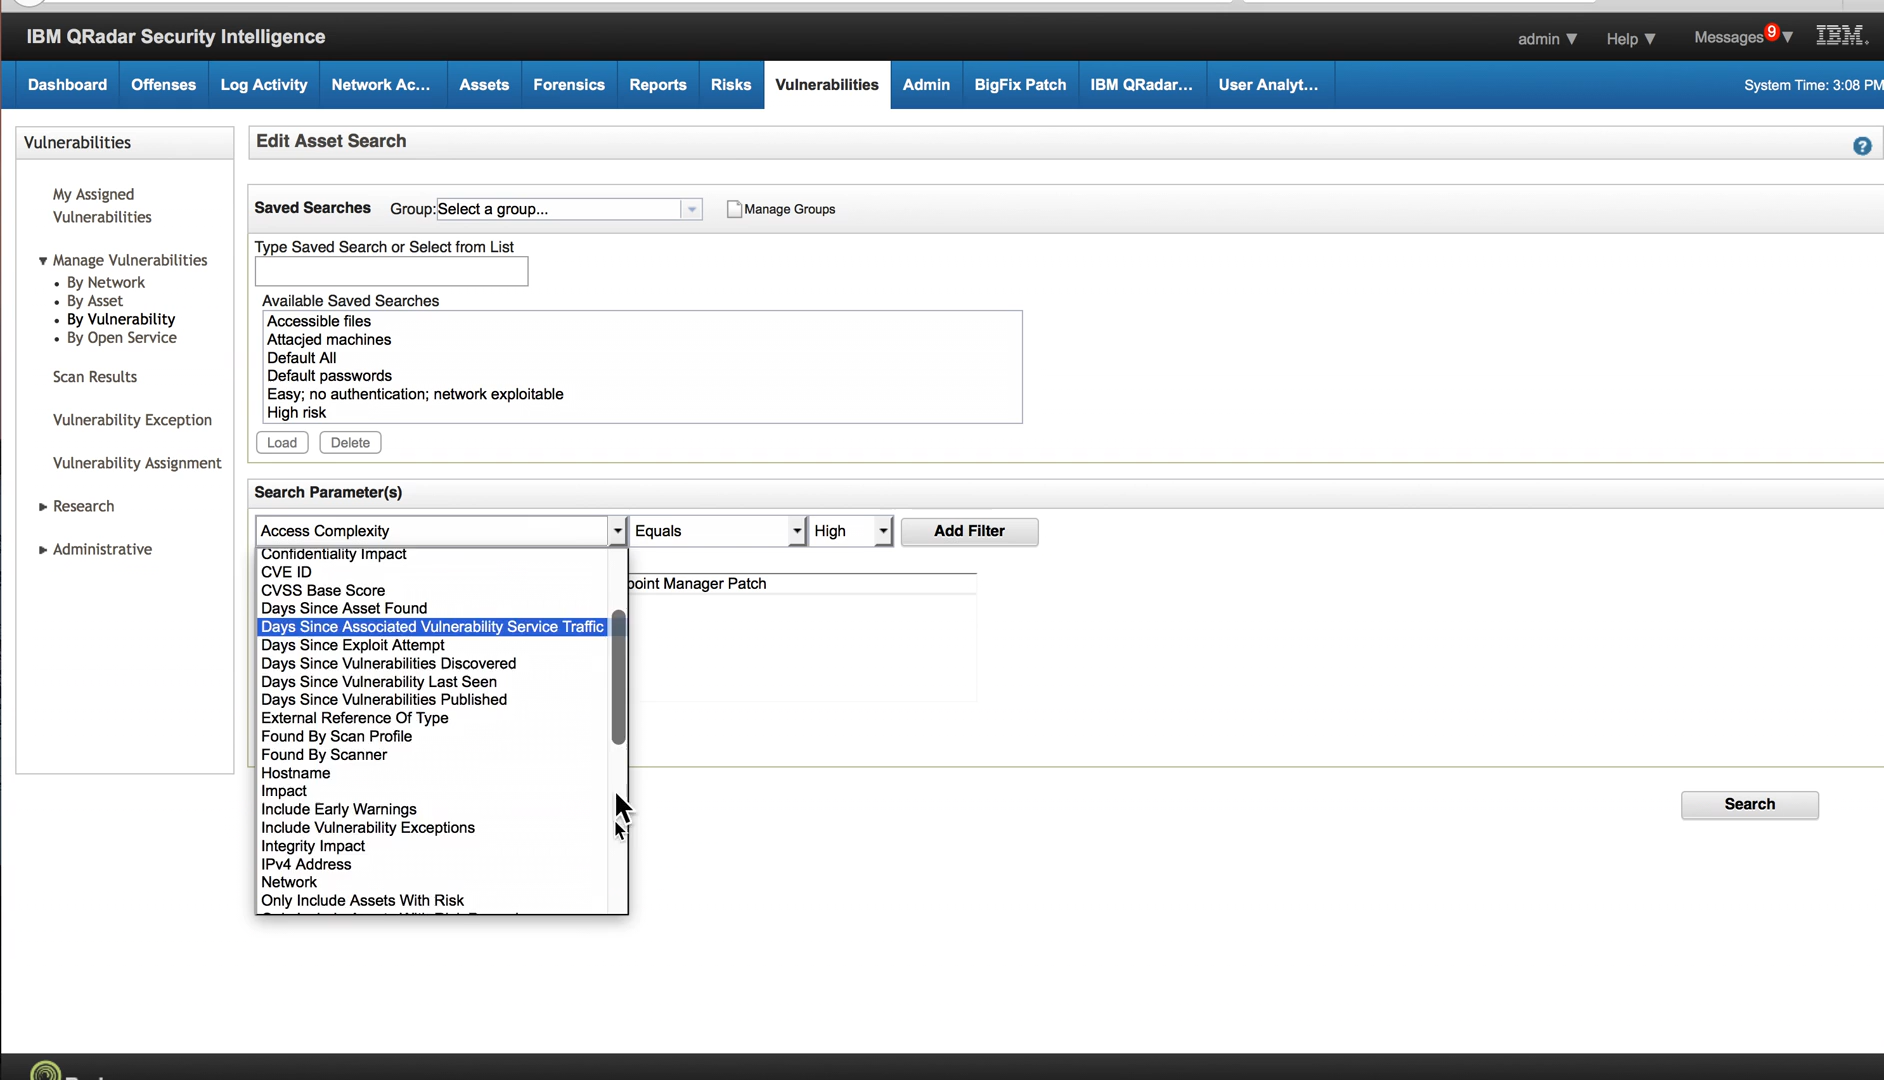 IBM QRadar Security Intelligence
admin
Help
Messages 9
IBM.
Dashboard
Offenses
Log Activity
Network Ac...
Assets
Forensics
Reports
Risks
Vulnerabilities
Admin
BigFix Patch
IBM QRadar...
User Analyt...
System Time: 3:08 PM
Vulnerabilities
My Assigned
Vulnerabilities
Manage Vulnerabilities
By Network
By Asset
By Vulnerability
By Open Service
Scan Results
Vulnerability Exception
Vulnerability Assignment
Research
Administrative
Edit Asset Search
?
Saved Searches
Group: Select a group...
Manage Groups
Type Saved Search or Select from List
Available Saved Searches
Accessible files
Attacjed machines
Default All
Default passwords
Easy; no authentication; network exploitable
High risk
Load
Delete
Search Parameter(s)
Access Complexity
Equals
High
Add Filter
Confidentiality Impact
CVE ID
CVSS Base Score
Days Since Asset Found
Days Since Associated Vulnerability Service Traffic
Days Since Exploit Attempt
Days Since Vulnerabilities Discovered
Days Since Vulnerability Last Seen
Days Since Vulnerabilities Published
External Reference Of Type
Found By Scan Profile
Found By Scanner
Hostname
Impact
Include Early Warnings
Include Vulnerability Exceptions
Integrity Impact
IPv4 Address
Network
Only Include Assets With Risk
point Manager Patch
Search